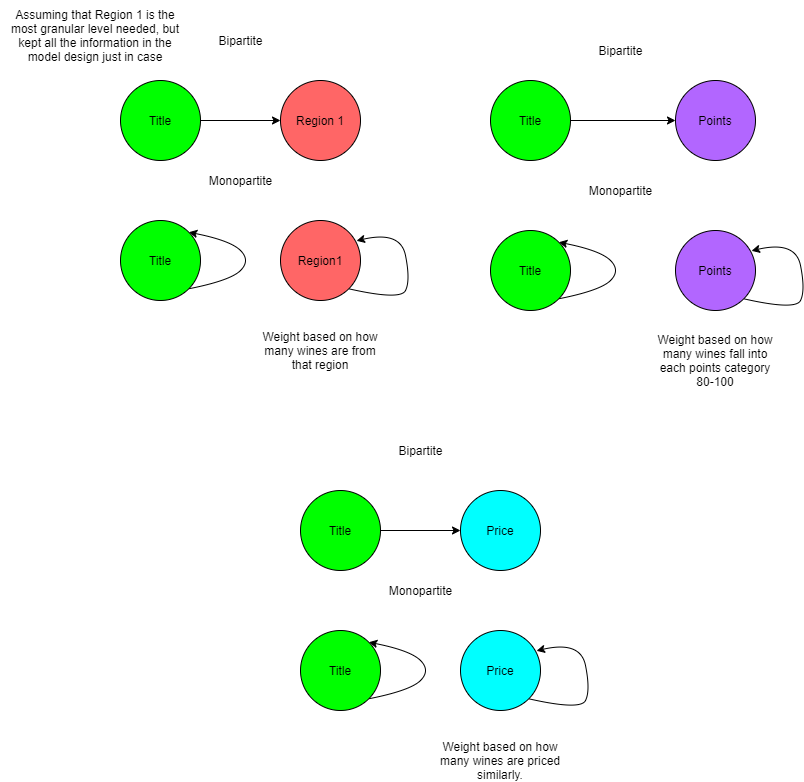 Assuming that Region 1 is the
most granular level needed, but
kept all the information in the
model design just in case
Bipartite
Title
Region 1
Monopartite
Title
Region1
Weight based on how
many wines are from
that region
Bipartite
Title
Points
Monopartite
Title
Points
Weight based on how
many wines fall into
each points category
80-100
Bipartite
Title
Price
Monopartite
Title
Price
Weight based on how
many wines are priced
similarly.